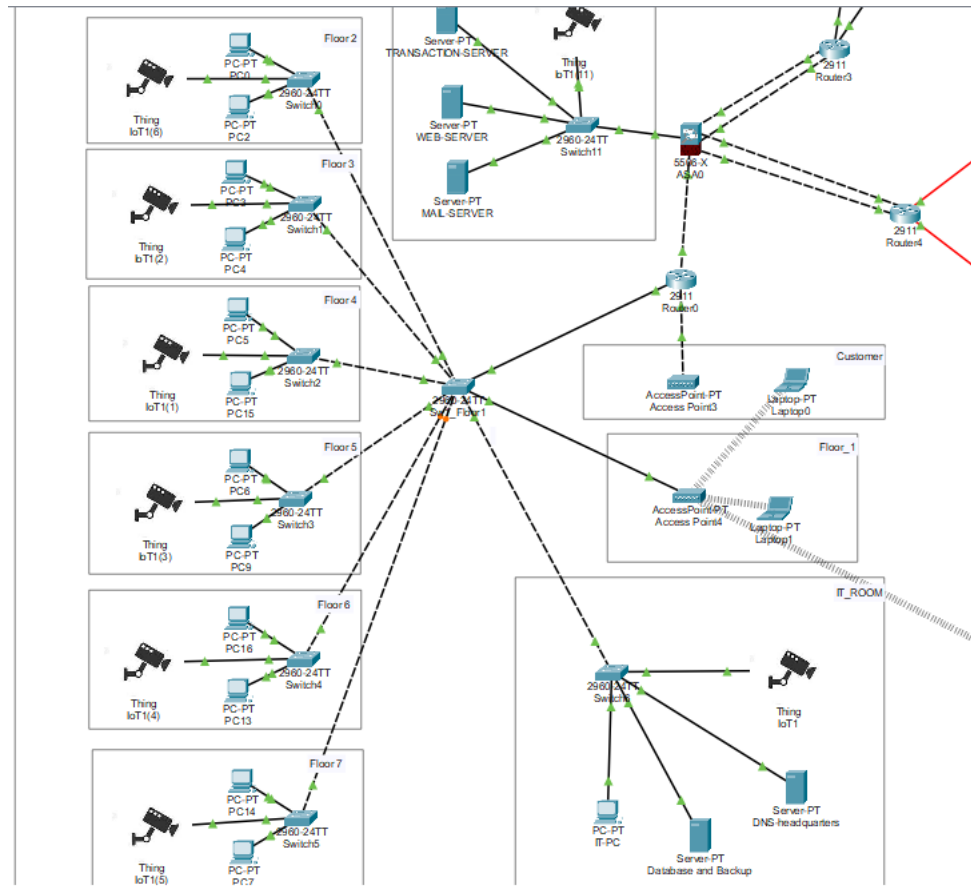 Floor 2
PC-PT
PC0
2960-24TT
Switch0
PC-PT
PC2
Thing
IoT1(6)
Floor 3
PC-PT
PC3
2960-24TT
Switch1
PC-PT
PC4
Thing
IoT1(2)
Floor 4
PC-PT
PC5
2960-24TT
Switch2
PC-PT
PC15
Thing
IoT1(1)
Floor 5
PC-PT
PC6
2960-24TT
Switch3
PC-PT
PC9
Thing
IoT1(3)
Floor 6
PC-PT
PC16
2960-24TT
Switch4
PC-PT
PC13
Thing
IoT1(4)
Floor 7
PC-PT
PC14
2960-24TT
Switch5
PC-PT
PC7
Thing
IoT1(5)
Server-PT
TRANSACTION-SERVER
Thing
IoT1(11)
Server-PT
WEB-SERVER
2960-24TT
Switch11
Server-PT
MAIL-SERVER
2911
Router3
5506-X
ASA0
2911
Router4
2911
Router0
2960-24TT
Customer
AccessPoint-PT
Access Point3
Laptop-PT
Laptop0
Floor_1
AccessPoint-PT
Access Point4
Laptop-PT
Laptop1
IT_ROOM
2960-24TT
Thing
IoT1
PC-PT
IT-PC
Server-PT
Database and Backup
Server-PT
DNS-headquarters